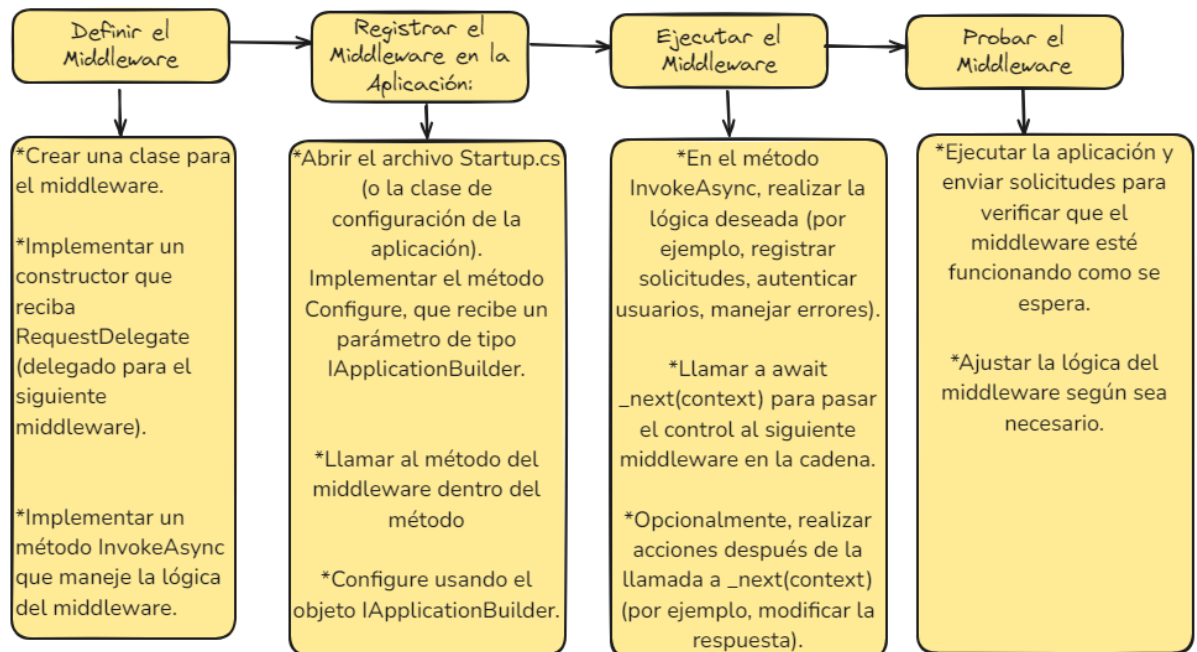 Definir el
Middleware
Registrar el
Middleware en la
Aplicación:
Ejecutar el
Middleware
Probar el
Middleware
*Crear una clase para
el middleware.
*Implementar un
constructor que
reciba
RequestDelegate
(delegado para el
siguiente
middleware).
*Implementar un
método InvokeAsync
que maneje la lógica
del middleware.
*Abrir el archivo Startup.cs
(o la clase de
configuración de la
aplicación).
Implementar el método
Configure, que recibe un
parámetro de tipo
IApplicationBuilder.
*Llamar al método del
middleware dentro del
método
*Configure usando el
objeto IApplicationBuilder.
*En el método
InvokeAsync, realizar la
lógica deseada (por
ejemplo, registrar
solicitudes, autenticar
usuarios, manejar errores).
*Llamar a await
_next(context) para pasar
el control al siguiente
middleware en la cadena.
*Opcionalmente, realizar
acciones después de la
llamada a _next(context)
(por ejemplo, modificar la
respuesta).
*Ejecutar la aplicación y
enviar solicitudes para
verificar que el
middleware esté
funcionando como se
espera.
*Ajustar la lógica del
middleware según sea
necesario.